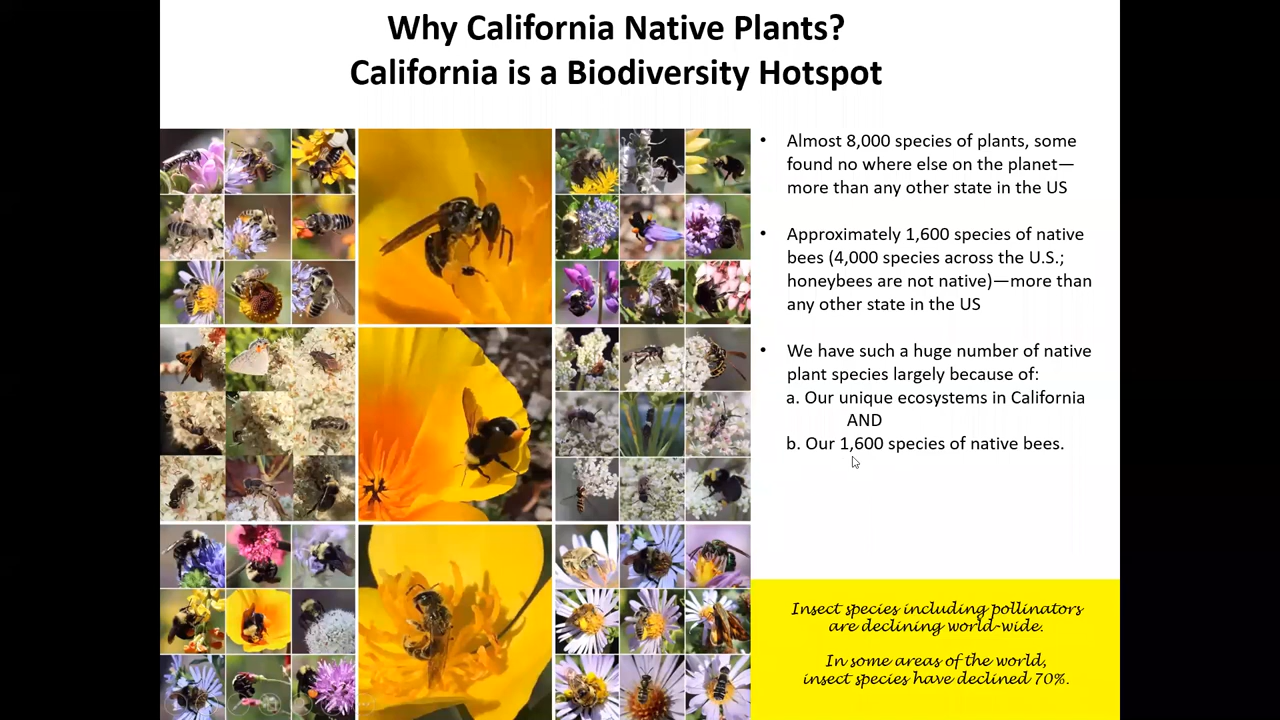 Why California Native Plants?
California is a Biodiversity Hotspot
• Almost 8,000 species of plants, some
found no where else on the planet—
more than any other state in the US
• Approximately 1,600 species of native
bees (4,000 species across the U.S.;
honeybees are not native)—more than
any other state in the US
• We have such a huge number of native
plant species largely because of:
a. Our unique ecosystems in California
AND
b. Our 1,600 species of native bees.
Insect species including pollinators
are declining world-wide.
In some areas of the world,
insect species have declined 70%.